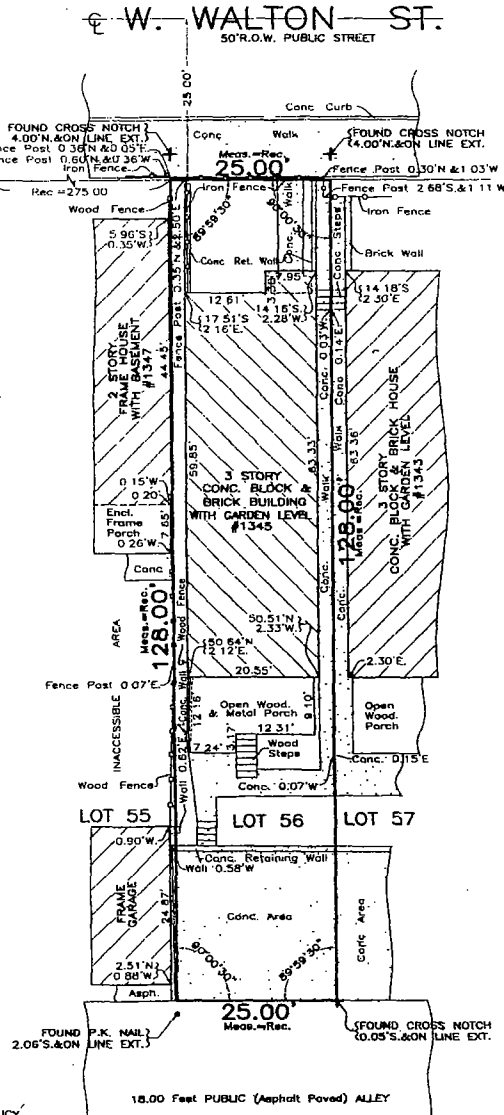 ℄ W. WALTON ST.
50'R.O.W. PUBLIC STREET
25.00'
Conc Curb
FOUND CROSS NOTCH
4.00'N.&ON LINE EXT.
Conc Walk
FOUND CROSS NOTCH
4.00'N.&ON LINE EXT.
Fence Post 0.36'N &0.05'E.
Fence Post 0.60'N.&0.36'W
Iron Fence
Meas.=Rec.
25.00'
Fence Post 0.30'N &1 03'W
Rec =275.00
Fence Post 2 68'S.&1 11'W
Wood Fence
Iron Fence
Walk
Iron Fence
89°59'30"
90°00'30"
Conc.
Conc Steps
5.96'S
0.35'W.
Fence Post 0.35'N &2.50'E
Conc Ret. Wall
Brick Wall
7.95'
12 61
14 16'S
2.28'W.
14 18'S
2 30'E
17 51'S
2 16'E.
2 STORY
FRAME HOUSE
WITH BASEMENT
#1347
44.45'
Conc. 0.03'W.
Conc 0.14'E.
59.85'
63.33'
63 36'
3 STORY
CONC. BLOCK &
BRICK BUILDING
WITH GARDEN LEVEL
#1345
Walk
Walk
3 STORY
CONC. BLOCK & BRICK HOUSE
WITH GARDEN LEVEL
#1343
0.15'W
0 20'
Encl.
Frame
Porch
0 26'W.
7.65'
Conc
128.00'
Meas =Rec.
128.00'
Meas.=Rec.
Conc.
Conc.
AREA
INACCESSIBLE
Wood Fence
50.64'N
2 12'E.
50.51'N
2.33'W.
20.55'
2.30'E.
Fence Post 0.07'E.
Conc. Wall
Wall 0.62'E
12 16'
Open Wood.
& Metal Porch
12 31'
9 10'
Open
Wood.
Porch
7 24'
3.17'
Wood
Steps
Conc. 0.15'E
Conc 0.07'W
Wood Fence
LOT 55
LOT 56
LOT 57
0.90'W.
Conc. Retaining Wall
Wall 0.58'W
FRAME
GARAGE
24 87'
Conc. Area
Conc Area
2.51'N
0 88'W.
90°00'30"
89°59'30"
Asph.
25.00'
Meas.=Rec.
FOUND P.K. NAIL
2.06'S.&ON LINE EXT.
FOUND CROSS NOTCH
0.05'S.&ON LINE EXT.
18.00 Feet PUBLIC (Asphalt Paved) ALLEY